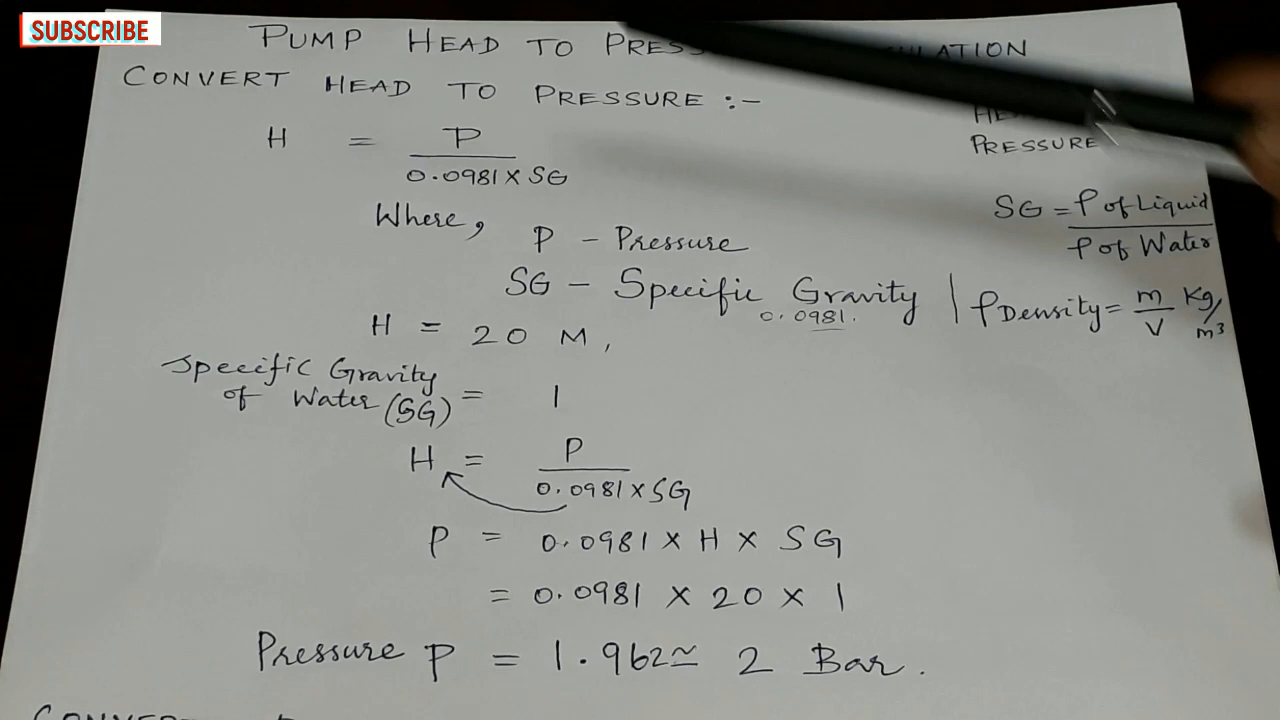 SUBSCRIBE
PUMP HEAD TO
CONVERT HEAD TO PRESSURE :-
PRESSURE
H = P / 0.0981 X SG
SG = ρ of Liquid / ρ of Water
Where,
P - Pressure
SG - Specific Gravity | ρ Density = m / V Kg/m³
0.0981.
H = 20 M,
Specific Gravity of Water (SG) = 1
H = P / 0.0981 X SG
P = 0.0981 X H X SG
= 0.0981 X 20 X 1
Pressure P = 1.962 ≃ 2 Bar.